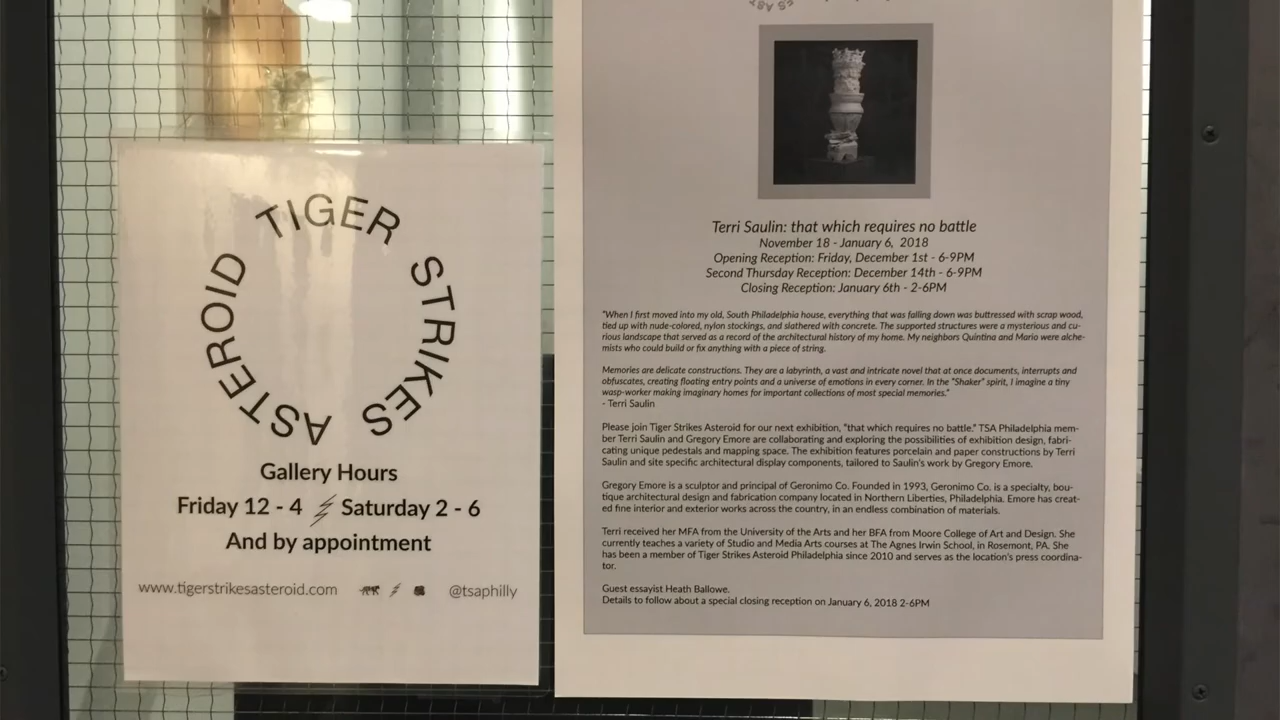 TIGER STRIKES ASTEROID
Gallery Hours
Friday 12 - 4 Saturday 2 - 6
And by appointment
www.tigerstrikesasteroid.com @tsaphilly
ES AST
Terri Saulin: that which requires no battle
November 18 - January 6, 2018
Opening Reception: Friday, December 1st - 6-9PM
Second Thursday Reception: December 14th - 6-9PM
Closing Reception: January 6th - 2-6PM
"When I first moved into my old, South Philadelphia house, everything that was falling down was buttressed with scrap wood,
tied up with nude-colored, nylon stockings, and slathered with concrete. The supported structures were a mysterious and cu-
rious landscape that served as a record of the architectural history of my home. My neighbors Quintina and Mario were alche-
mists who could build or fix anything with a piece of string.
Memories are delicate constructions. They are a labyrinth, a vast and intricate novel that at once documents, interrupts and
obfuscates, creating floating entry points and a universe of emotions in every corner. In the "Shaker" spirit, I imagine a tiny
wasp-worker making imaginary homes for important collections of most special memories."
- Terri Saulin
Please join Tiger Strikes Asteroid for our next exhibition, "that which requires no battle." TSA Philadelphia mem-
ber Terri Saulin and Gregory Emore are collaborating and exploring the possibilities of exhibition design, fabri-
cating unique pedestals and mapping space. The exhibition features porcelain and paper constructions by Terri
Saulin and site specific architectural display components, tailored to Saulin's work by Gregory Emore.
Gregory Emore is a sculptor and principal of Geronimo Co. Founded in 1993, Geronimo Co. is a specialty, bou-
tique architectural design and fabrication company located in Northern Liberties, Philadelphia. Emore has creat-
ed fine interior and exterior works across the country, in an endless combination of materials.
Terri received her MFA from the University of the Arts and her BFA from Moore College of Art and Design. She
currently teaches a variety of Studio and Media Arts courses at The Agnes Irwin School, in Rosemont, PA. She
has been a member of Tiger Strikes Asteroid Philadelphia since 2010 and serves as the location's press coordina-
tor.
Guest essayist Heath Ballowe.
Details to follow about a special closing reception on January 6, 2018 2-6PM